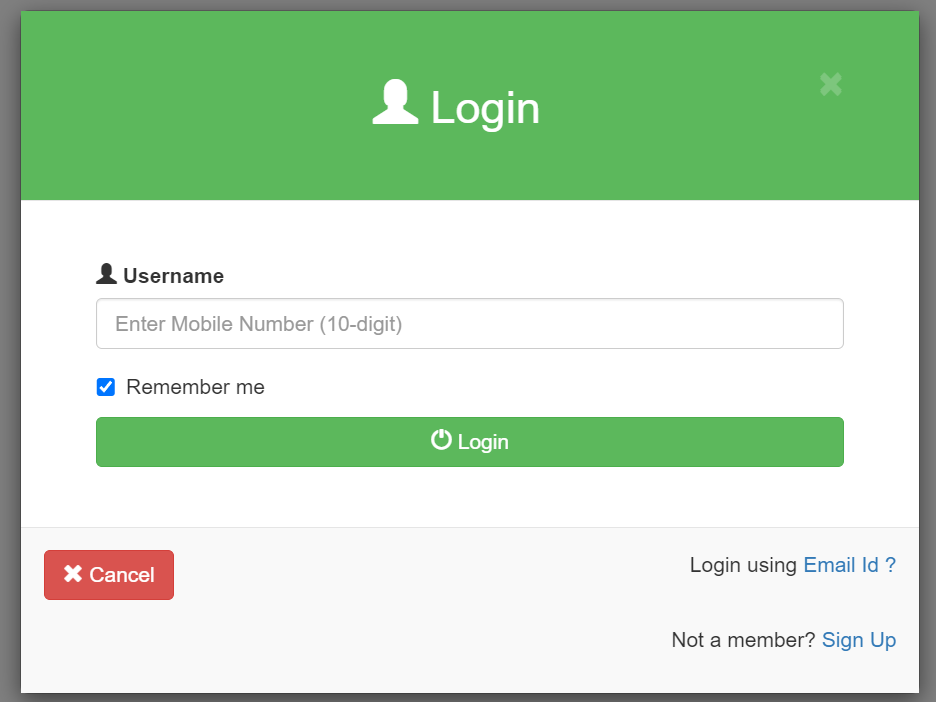 Login
Username
Enter Mobile Number (10-digit)
Remember me
Login
Cancel
Login using Email Id ?
Not a member? Sign Up